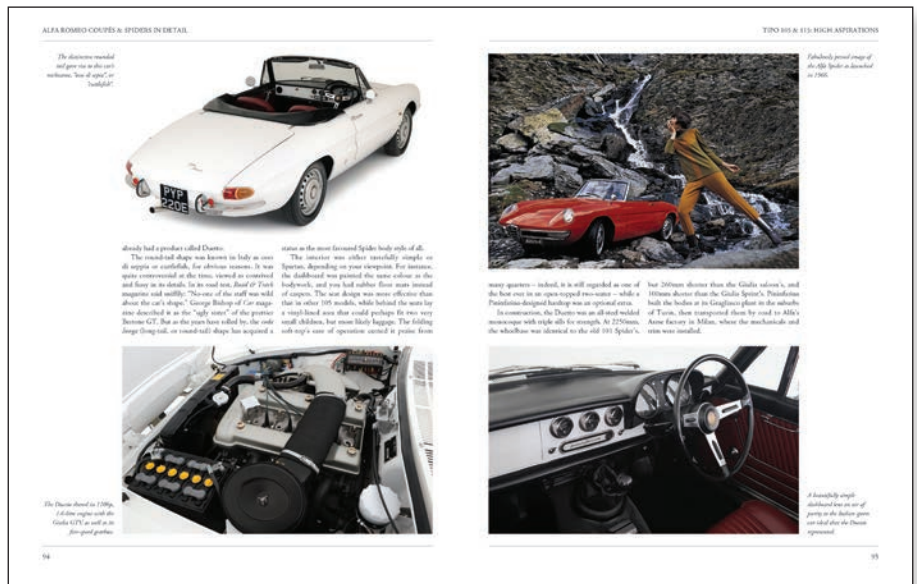 ALFA ROMEO COUPÉS & SPIDERS IN DETAIL
The distinctive rounded
tail gave rise to this car's
nickname, "osso di sepia", or
"cuttlefish".
PYP
220E
already had a product called Duetto.
The round-tail shape was known in Italy as osso
di seppia or cuttlefish, for obvious reasons. It was
quite controversial at the time, viewed as contrived
and fussy in its details. In its road test, Road & Track
magazine said sniffily: "No-one of the staff was wild
about the car's shape." George Bishop of Car maga-
zine described it as the "ugly sister" of the prettier
Bertone GT. But as the years have rolled by, the coda
lunga (long-tail, or round-tail) shape has acquired a
status as the most favoured Spider body style of all.
The interior was either tastefully simple or
Spartan, depending on your viewpoint. For instance,
the dashboard was painted the same colour as the
bodywork, and you had rubber floor mats instead
of carpets. The seat design was more effective than
that in other 105 models, while behind the seats lay
a vinyl-lined area that could perhaps fit two very
small children, but more likely baggage. The folding
soft-top's ease of operation earned it praise from
The Duetto shared its 110bhp,
1.6-litre engine with the
Giulia GTV, as well as its
five-speed gearbox.
94
TIPO 105 & 115: HIGH ASPIRATIONS
Fabulously posed image of
the Alfa Spider as launched
in 1966.
many quarters – indeed, it is still regarded as one of
the best ever in an open-topped two-seater – while a
Pininfarina-designed hardtop was an optional extra.
In construction, the Duetto was an all-steel welded
monocoque with triple sills for strength. At 2250mm,
the wheelbase was identical to the old 101 Spider's,
but 260mm shorter than the Giulia saloon's, and
100mm shorter than the Giulia Sprint's. Pininfarina
built the bodies at its Grugliasco plant in the suburbs
of Turin, then transported them by road to Alfa's
Arese factory in Milan, where the mechanicals and
trim were installed.
A beautifully simple
dashboard lent an air of
purity to the Italian sports
car ideal that the Duetto
represented.
95